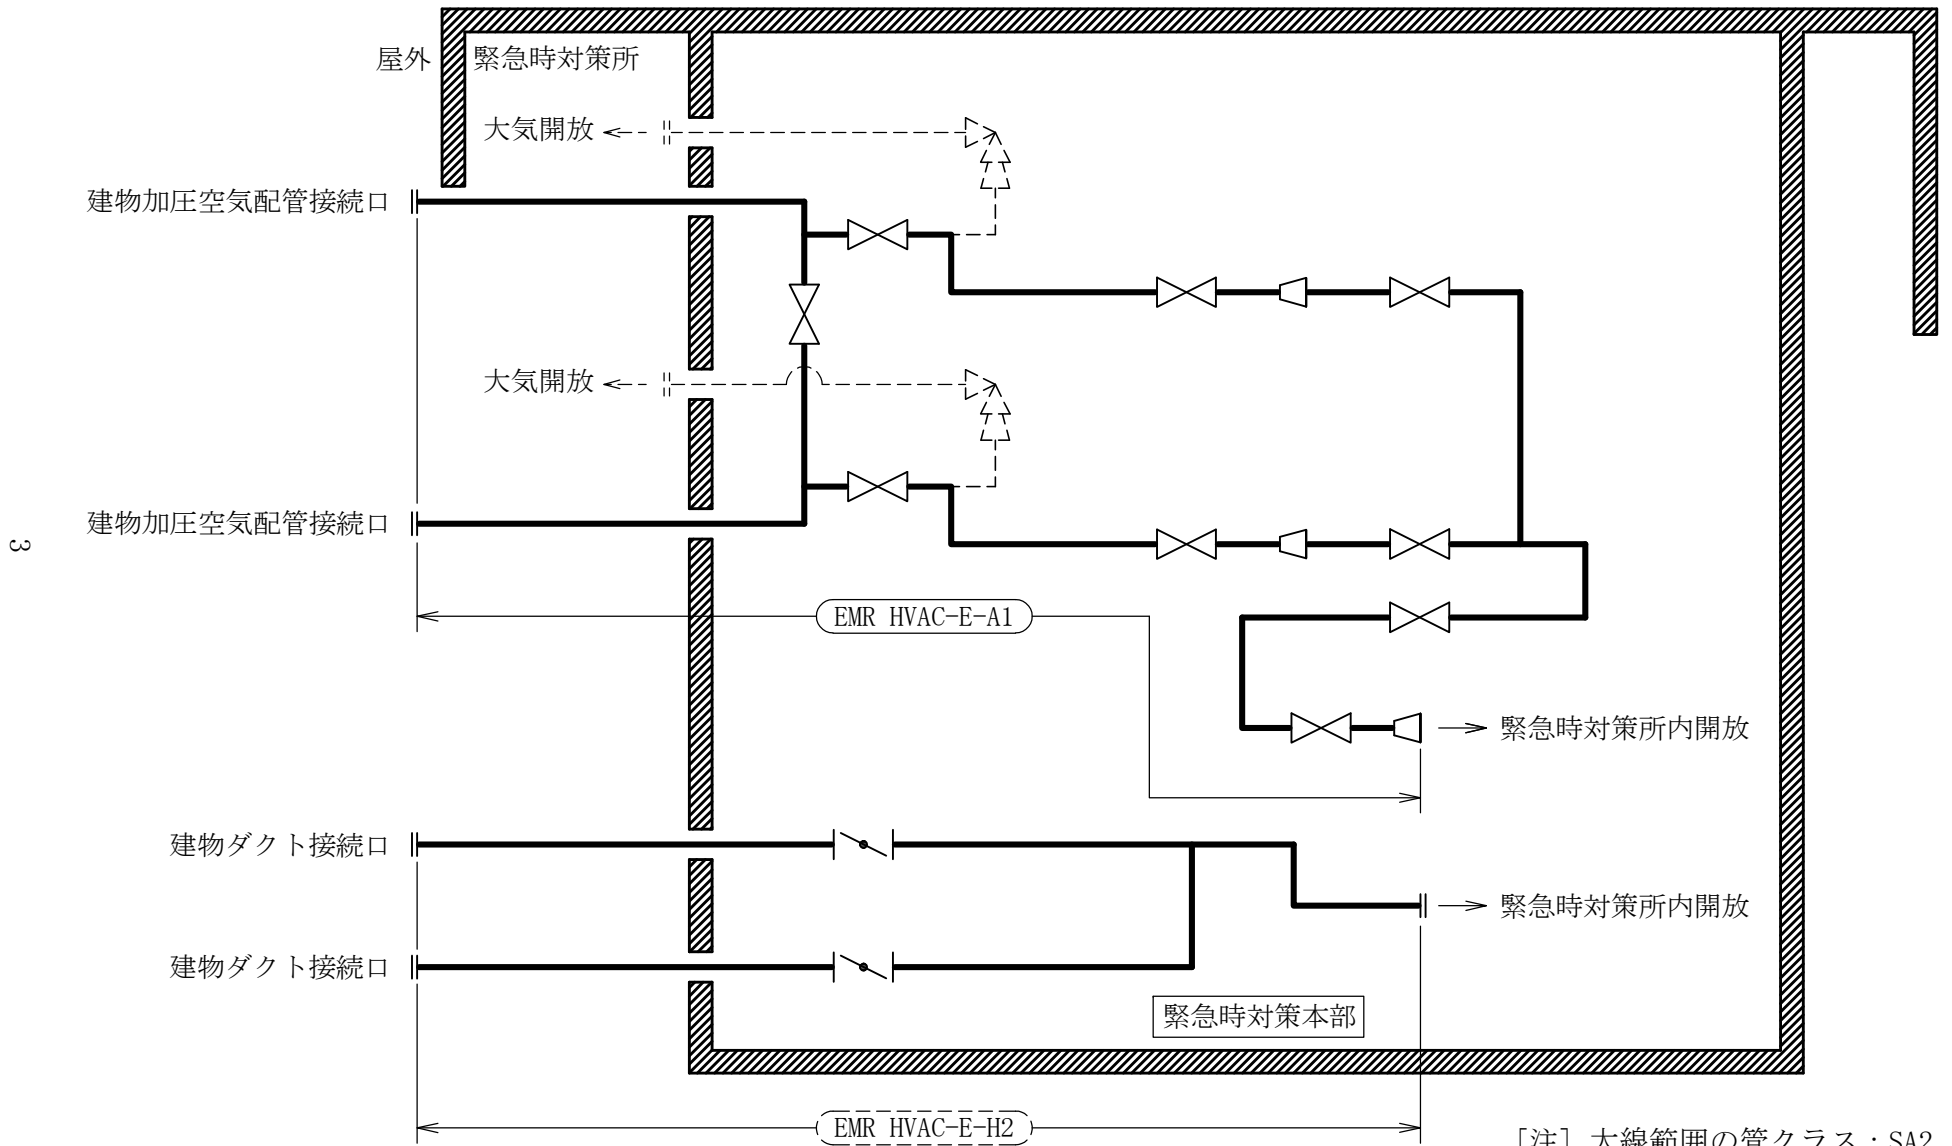 屋外 緊急時対策所
大気開放
建物加圧空気配管接続口
大気開放
建物加圧空気配管接続口
3
EMR HVAC-E-A1
緊急時対策所内開放
建物ダクト接続口
緊急時対策所内開放
建物ダクト接続口
緊急時対策本部
EMR HVAC-E-H2
[注] 太線範囲の管クラス:SA2